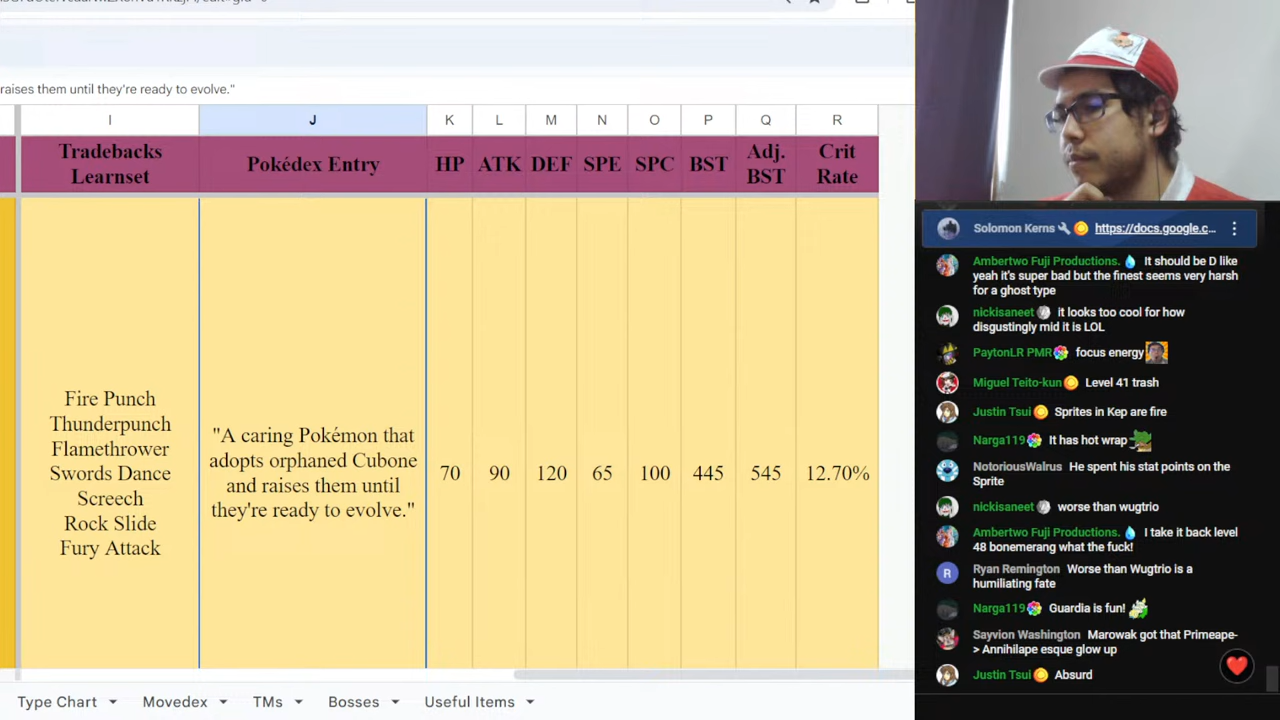 raises them until they're ready to evolve."
I
J
K
L
M
N
O
P
Q
R
Tradebacks
Learnset
Pokédex Entry
HP
ATK
DEF
SPE
SPC
BST
Adj.
BST
Crit
Rate
Fire Punch
Thunderpunch
Flamethrower
Swords Dance
Screech
Rock Slide
Fury Attack
"A caring Pokémon that
adopts orphaned Cubone
and raises them until
they're ready to evolve."
70
90
120
65
100
445
545
12.70%
Type Chart
Movedex
TMs
Bosses
Useful Items
Solomon Kerns https://docs.google.c...
Ambertwo Fuji Productions. It should be D like
yeah it's super bad but the finest seems very harsh
for a ghost type
nickisaneet it looks too cool for how
disgustingly mid it is LOL
PaytonLR PMR focus energy
Miguel Teito-kun Level 41 trash
Justin Tsui Sprites in Kep are fire
Narga119 It has hot wrap
NotoriousWalrus He spent his stat points on the
Sprite
nickisaneet worse than wugtrio
Ambertwo Fuji Productions. I take it back level
48 bonemerang what the fuck!
R
Ryan Remington Worse than Wugtrio is a
humiliating fate
Narga119 Guardia is fun!
Sayvion Washington Marowak got that Primeape-
> Annihilape esque glow up
Justin Tsui Absurd